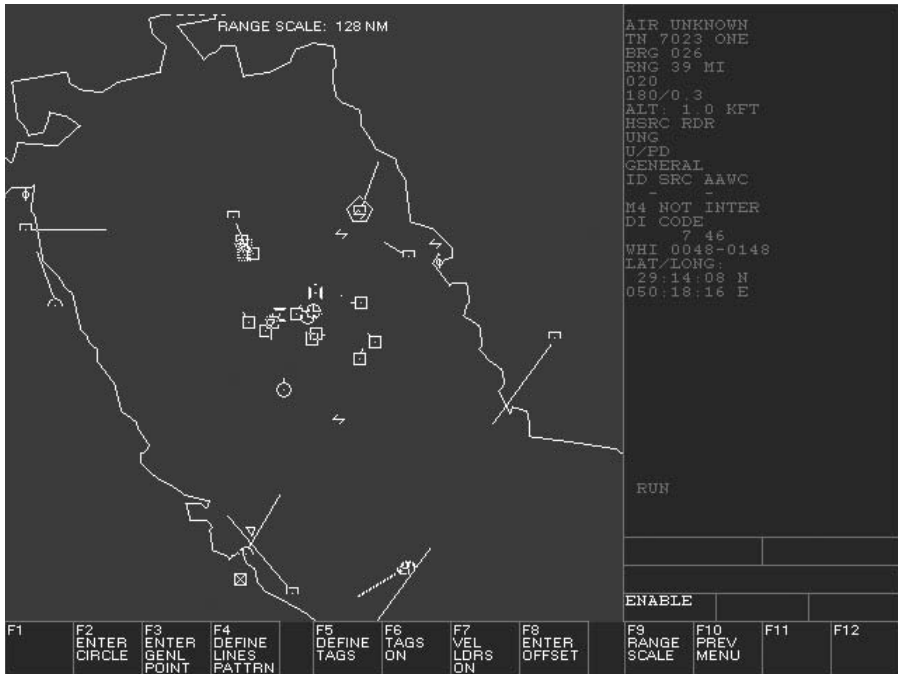 RANGE SCALE: 128 NM
AIR UNKNOWN
TN 7023 ONE
BRG 026
RNG 39 MI
020
180/0.3
ALT: 1.0 KFT
HSRC RDR
UNG
U/PD
GENERAL
ID SRC AAWC
- -
M4 NOT INTER
DI CODE
7 46
WHI 0048-0148
LAT/LONG:
29:14:08 N
050:18:16 E
RUN
ENABLE
F1
F2 ENTER CIRCLE
F3 ENTER GENL POINT
F4 DEFINE LINES PATTRN
F5 DEFINE TAGS
F6 TAGS ON
F7 VEL LDRS ON
F8 ENTER OFFSET
F9 RANGE SCALE
F10 PREV MENU
F11
F12